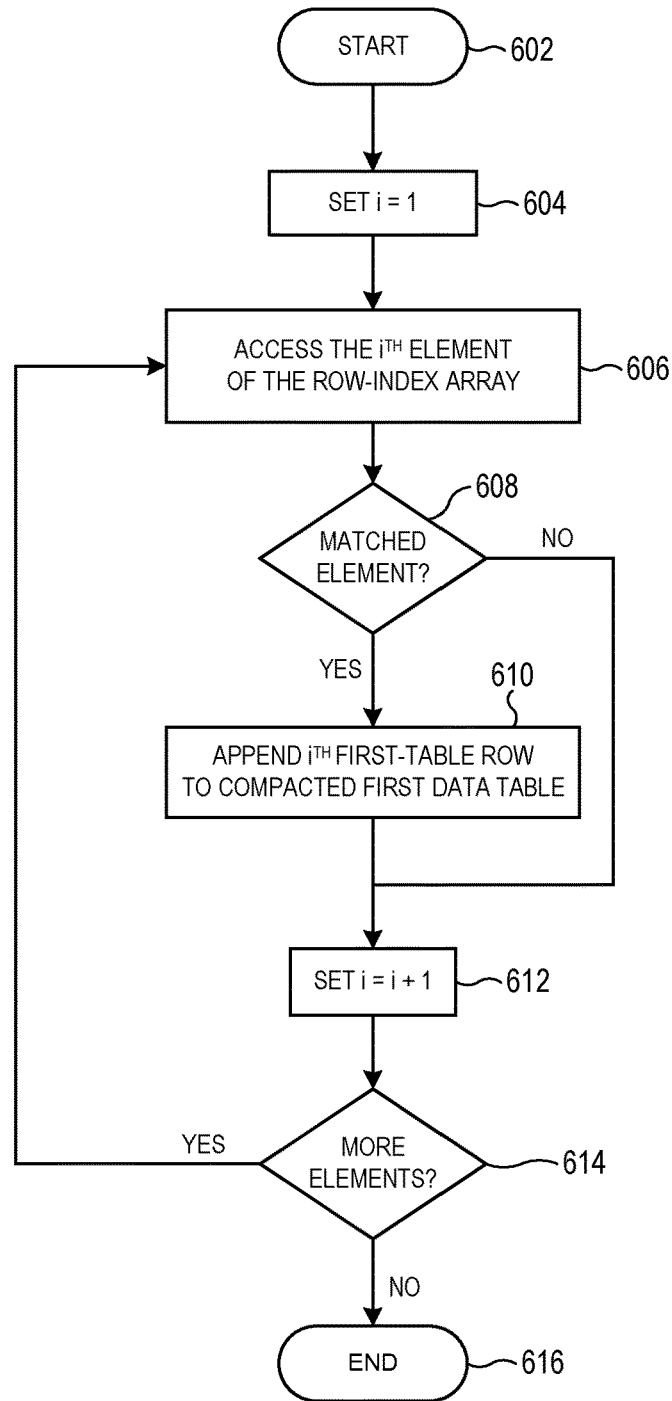 START
602
SET i = 1
604
ACCESS THE iTH ELEMENT
OF THE ROW-INDEX ARRAY
606
608
MATCHED
ELEMENT?
NO
YES
610
APPEND iTH FIRST-TABLE ROW
TO COMPACTED FIRST DATA TABLE
SET i = i + 1
612
YES
MORE
ELEMENTS?
614
NO
END
616